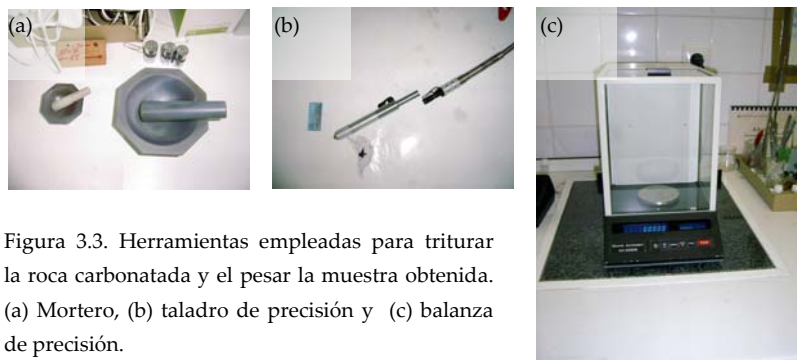 (a)
(b)
(c)
Figura 3.3. Herramientas empleadas para triturar
la roca carbonatada y el pesar la muestra obtenida.
(a) Mortero, (b) taladro de precisión y (c) balanza
de precisión.